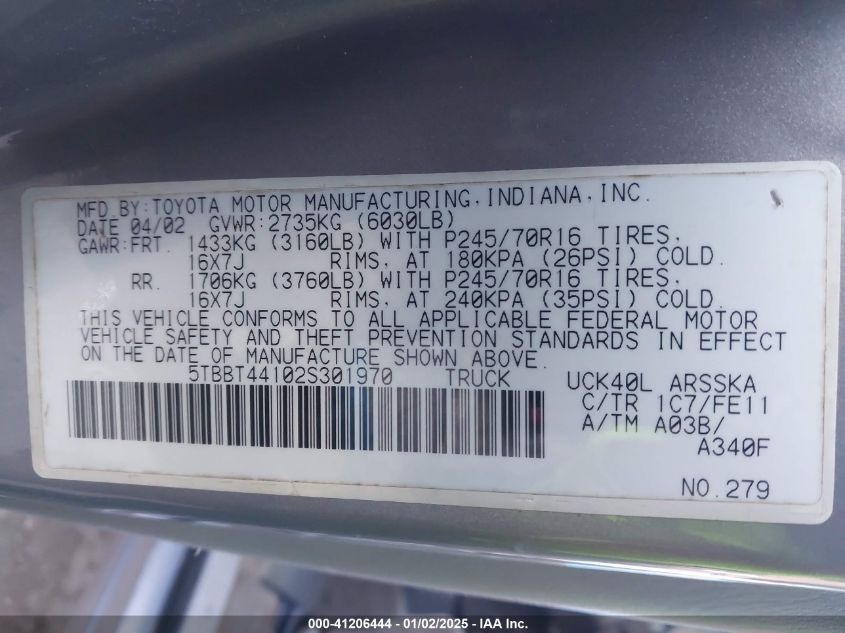 MFD.BY:TOYOTA MOTOR MANUFACTURING,INDIANA,INC.
DATE 04/02 GVWR:2735KG (6030LB)
GAWR:FRT. 1433KG (3160LB) WITH P245/70R16 TIRES,
16X7J RIMS, AT 180KPA (26PSI) COLD.
RR. 1706KG (3760LB) WITH P245/70R16 TIRES,
16X7J RIMS, AT 240KPA (35PSI) COLD.
THIS VEHICLE CONFORMS TO ALL APPLICABLE FEDERAL MOTOR
VEHICLE SAFETY AND THEFT PREVENTION STANDARDS IN EFFECT
ON THE DATE OF MANUFACTURE SHOWN ABOVE.
5TBBT44102S301970 TRUCK
UCK40L ARSSKA
C/TR 1C7/FE11
A/TM A03B/
A340F
NO.279
000-41206444 - 01/02/2025 - IAA Inc.